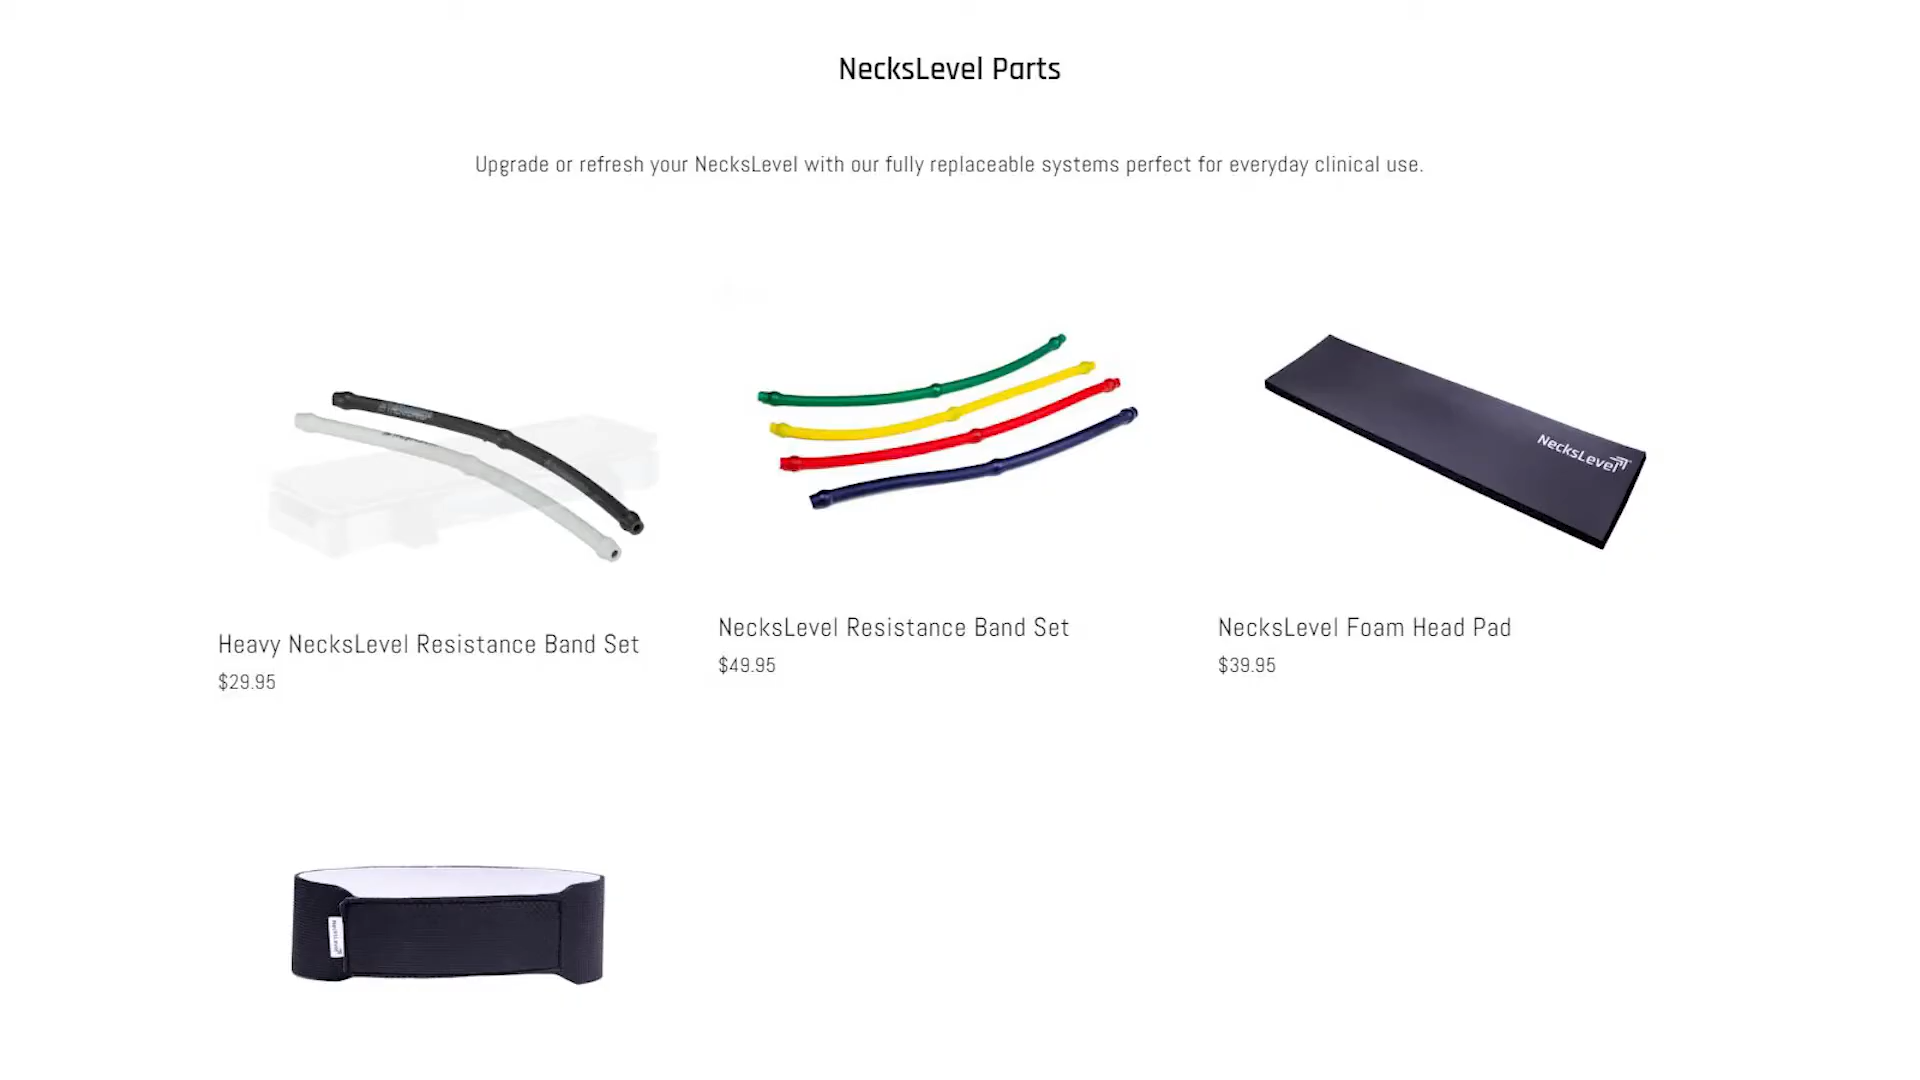 NecksLevel Parts
Upgrade or refresh your NecksLevel with our fully replaceable systems perfect for everyday clinical use.
NecksLevel
Heavy NecksLevel Resistance Band Set
$29.95
NecksLevel Resistance Band Set
$49.95
NecksLevel Foam Head Pad
$39.95